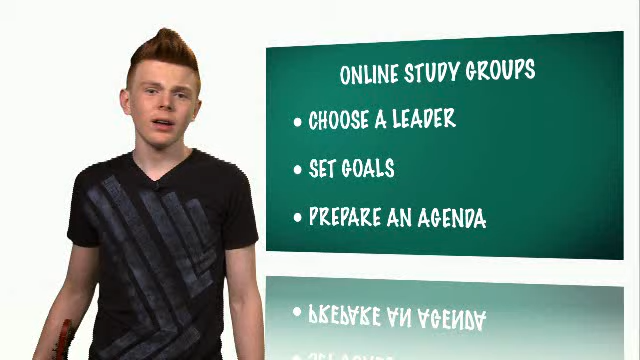 ONLINE STUDY GROUPS
• CHOOSE A LEADER
• SET GOALS
• PREPARE AN AGENDA